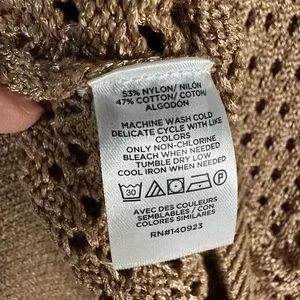 53% NYLON/ NILÓN
47% COTTON/ COTON/
ALGODÓN
MACHINE WASH COLD
DELICATE CYCLE WITH LIKE
COLORS
ONLY NON-CHLORINE
BLEACH WHEN NEEDED
TUMBLE DRY LOW
COOL IRON WHEN NEEDED
30 P
AVEC DES COULEURS
SEMBLABLES / CON
COLORES SIMILARES
RN#140923